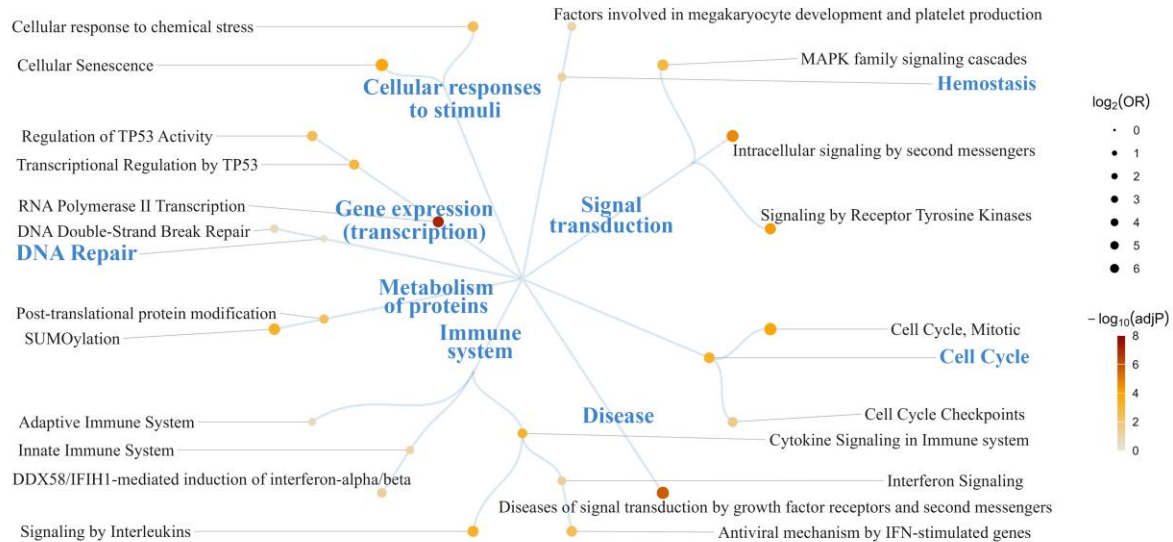 Cellular response to chemical stress
Factors involved in megakaryocyte development and platelet production
Cellular Senescence
MAPK family signaling cascades
Cellular responses
to stimuli
Hemostasis
Regulation of TP53 Activity
Intracellular signaling by second messengers
Transcriptional Regulation by TP53
RNA Polymerase II Transcription
Gene expression
(transcription)
Signal
transduction
Signaling by Receptor Tyrosine Kinases
DNA Double-Strand Break Repair
DNA Repair
Metabolism
of proteins
Post-translational protein modification
SUMOylation
Immune
system
Cell Cycle, Mitotic
Cell Cycle
Disease
Cell Cycle Checkpoints
Adaptive Immune System
Cytokine Signaling in Immune system
Innate Immune System
DDX58/IFIH1-mediated induction of interferon-alpha/beta
Interferon Signaling
Diseases of signal transduction by growth factor receptors and second messengers
Signaling by Interleukins
Antiviral mechanism by IFN-stimulated genes
log₂(OR)
0
1
2
3
4
5
6
−log₁₀(adjP)
8
6
4
2
0